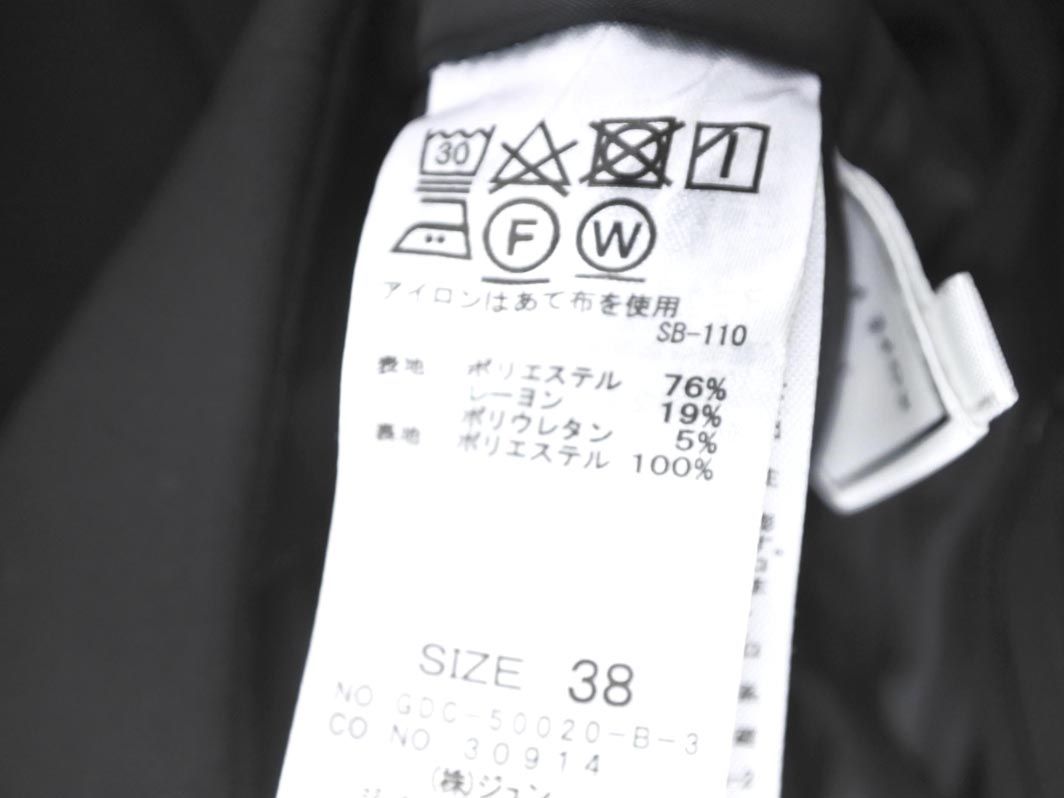 30
F W
アイロンはあて布を使用
SB-110
表地 ポリエステル 76%
レーヨン 19%
ポリウレタン 5%
裏地 ポリエステル 100%
SIZE 38
NO GDC-50020-B-3
CO NO 30914
(株)ジュン